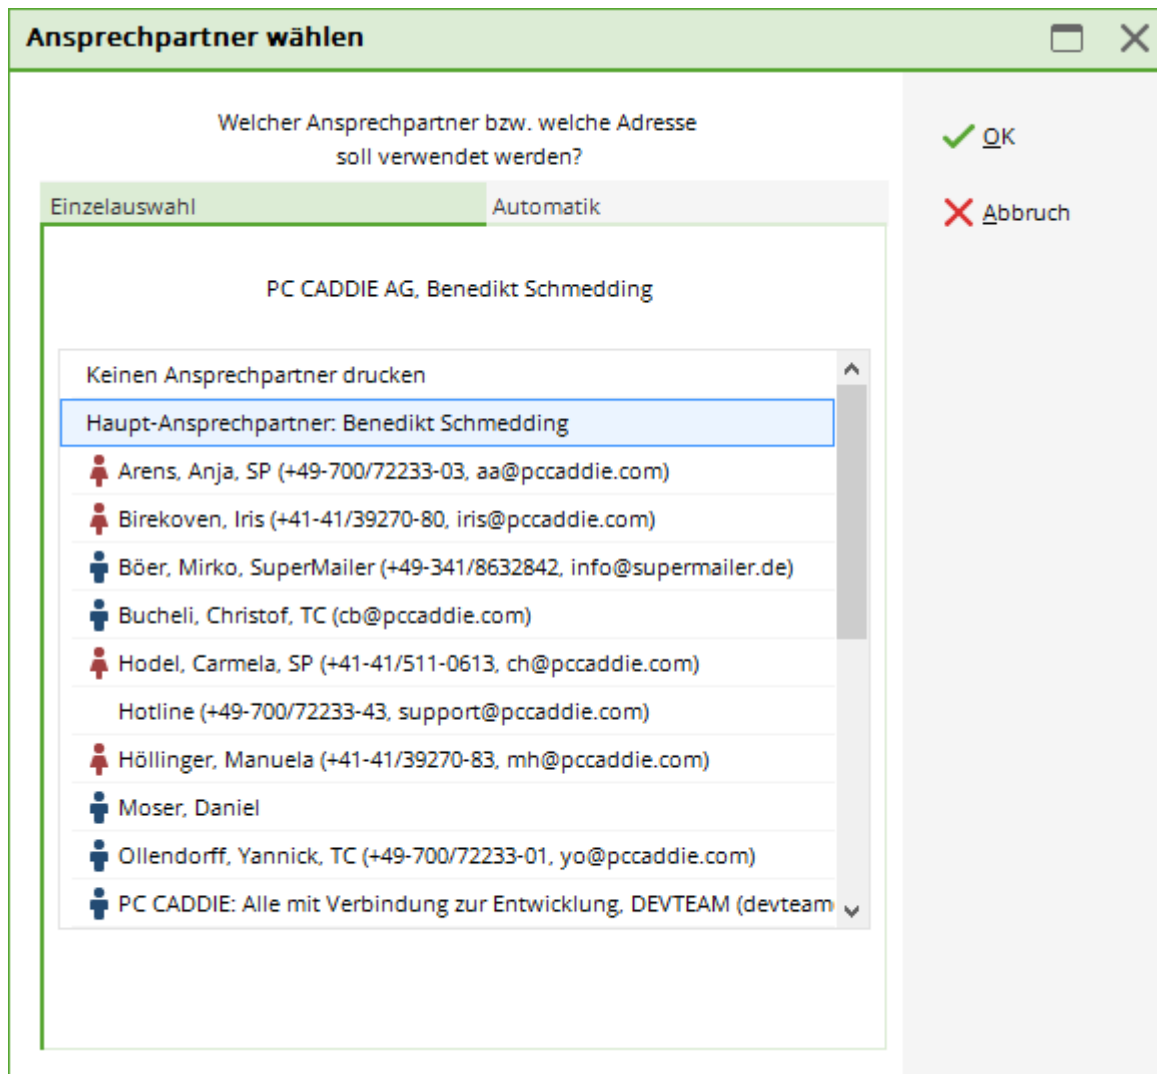 Ansprechpartner wählen
Welcher Ansprechpartner bzw. welche Adresse
soll verwendet werden?
OK
Abbruch
Einzelauswahl
Automatik
PC CADDIE AG, Benedikt Schmedding
Keinen Ansprechpartner drucken
Haupt-Ansprechpartner: Benedikt Schmedding
Arens, Anja, SP (+49-700/72233-03, aa@pccaddie.com)
Birekoven, Iris (+41-41/39270-80, iris@pccaddie.com)
Böer, Mirko, SuperMailer (+49-341/8632842, info@supermailer.de)
Bucheli, Christof, TC (cb@pccaddie.com)
Hodel, Carmela, SP (+41-41/511-0613, ch@pccaddie.com)
Hotline (+49-700/72233-43, support@pccaddie.com)
Höllinger, Manuela (+41-41/39270-83, mh@pccaddie.com)
Moser, Daniel
Ollendorff, Yannick, TC (+49-700/72233-01, yo@pccaddie.com)
PC CADDIE: Alle mit Verbindung zur Entwicklung, DEVTEAM (devteam